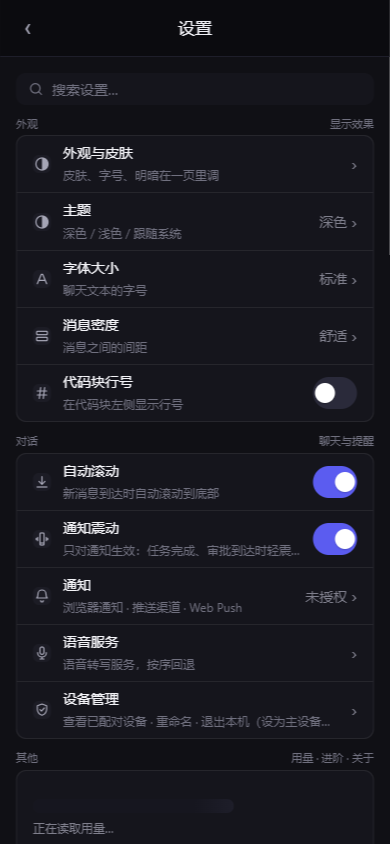 设置
搜索设置...
外观 显示效果
外观与皮肤
皮肤、字号、明暗在一页里调
主题
深色 / 浅色 / 跟随系统
深色
字体大小
聊天文本的字号
标准
消息密度
消息之间的间距
舒适
代码块行号
在代码块左侧显示行号
对话 聊天与提醒
自动滚动
新消息到达时自动滚动到底部
通知震动
只对通知生效：任务完成、审批到达时轻震...
通知
浏览器通知 · 推送渠道 · Web Push
未授权
语音服务
语音转写服务，按序回退
设备管理
查看已配对设备 · 重命名 · 退出本机（设为主设备...
其他 用量 · 进阶 · 关于
正在读取用量...